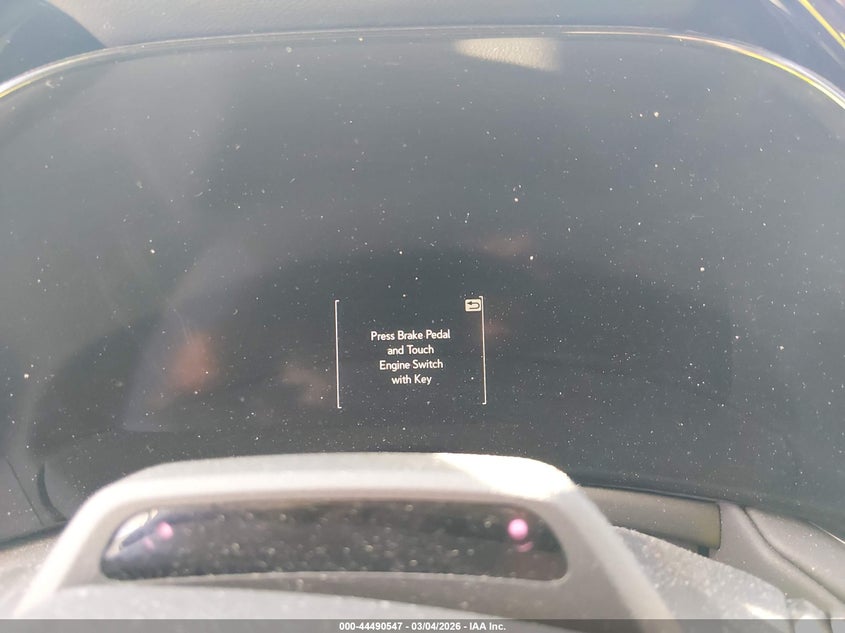 Press Brake Pedal
and Touch
Engine Switch
with Key
000-44490547 - 03/04/2026 - IAA Inc.